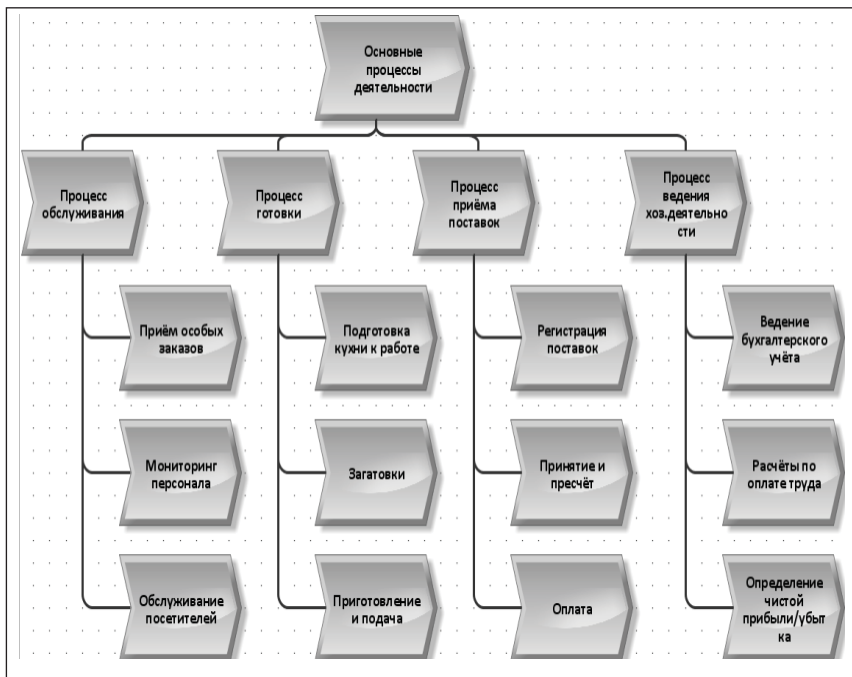 Основные
процессы
деятельности
Процесс
обслуживания
Процесс
готовки
Процесс
приёма
поставок
Процесс
ведения
хоз.деятельно
сти
Приём особых
заказов
Подготовка
кухни к работе
Регистрация
поставок
Ведение
бухгалтерского
учёта
Мониторинг
персонала
Загатовки
Принятие и
пресчёт
Расчёты по
оплате труда
Обслуживание
посетителей
Приготовление
и подача
Оплата
Определение
чистой
прибыли/убыт
ка